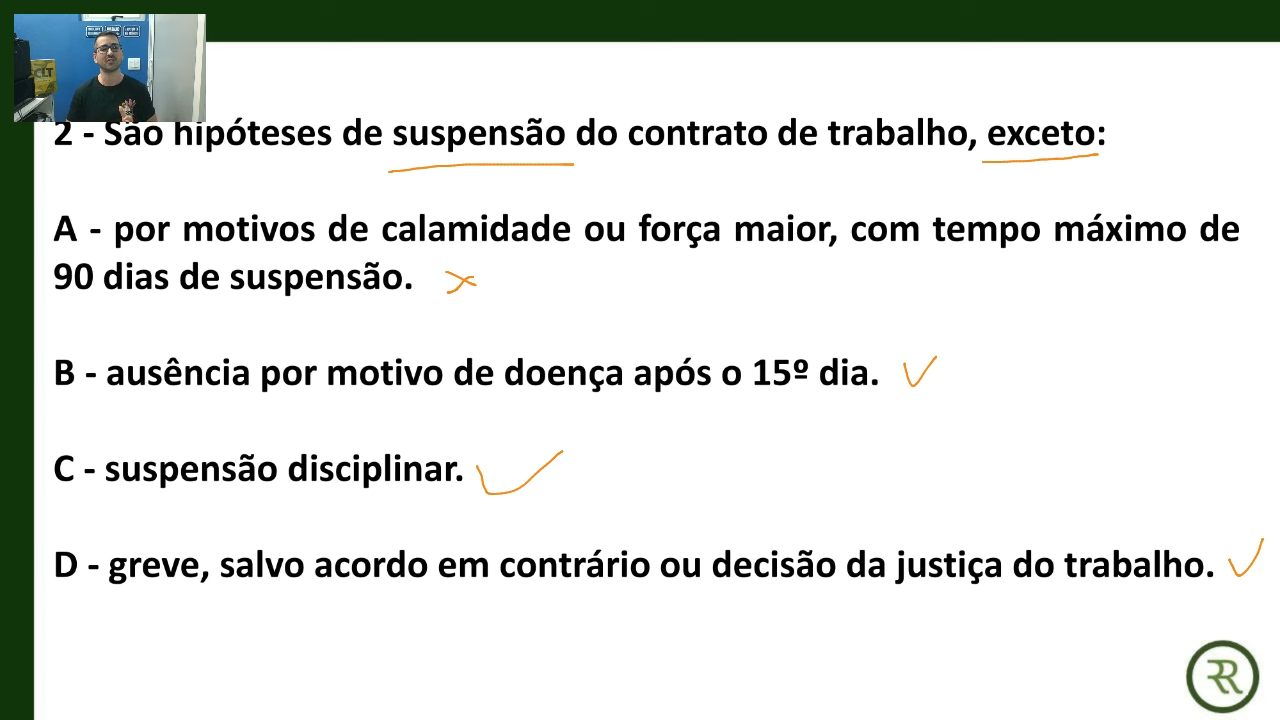 CLT
2 - São hipóteses de suspensão do contrato de trabalho, exceto:
A - por motivos de calamidade ou força maior, com tempo máximo de
90 dias de suspensão.
B - ausência por motivo de doença após o 15º dia.
C - suspensão disciplinar.
D - greve, salvo acordo em contrário ou decisão da justiça do trabalho.